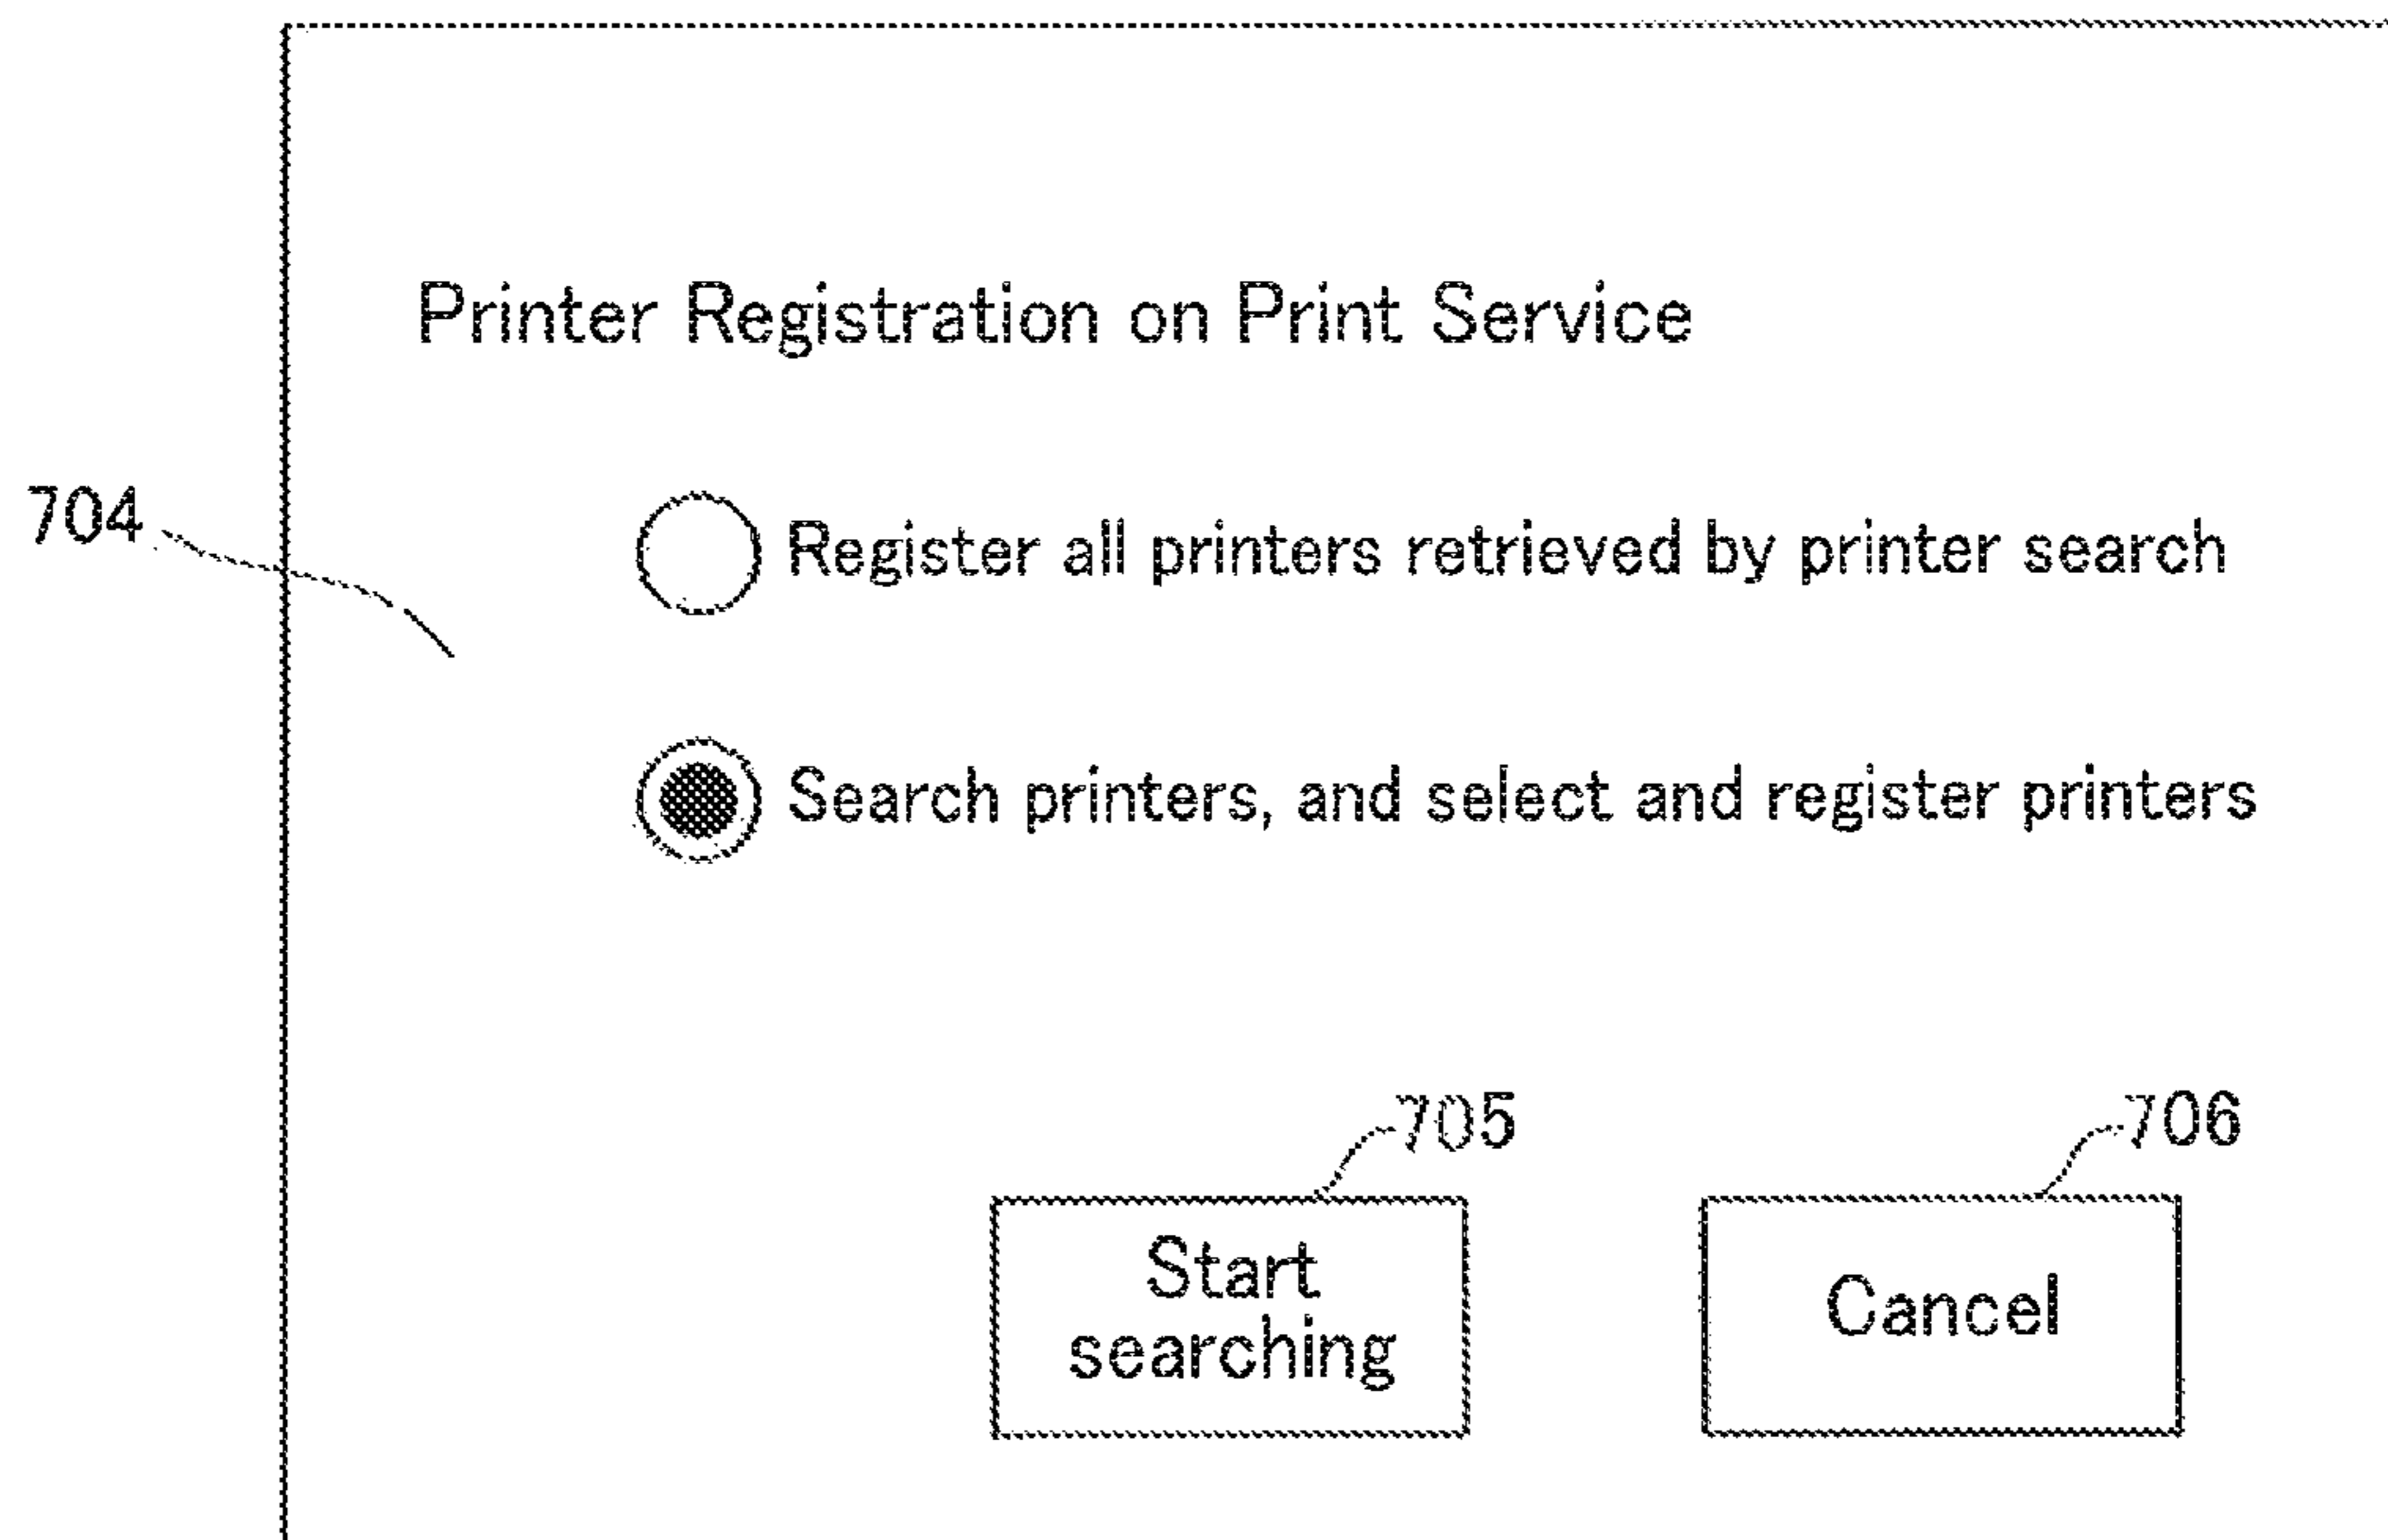 Printer Registration on Print Service
704
Register all printers retrieved by printer search
Search printers, and select and register printers
705
706
Start
searching
Cancel